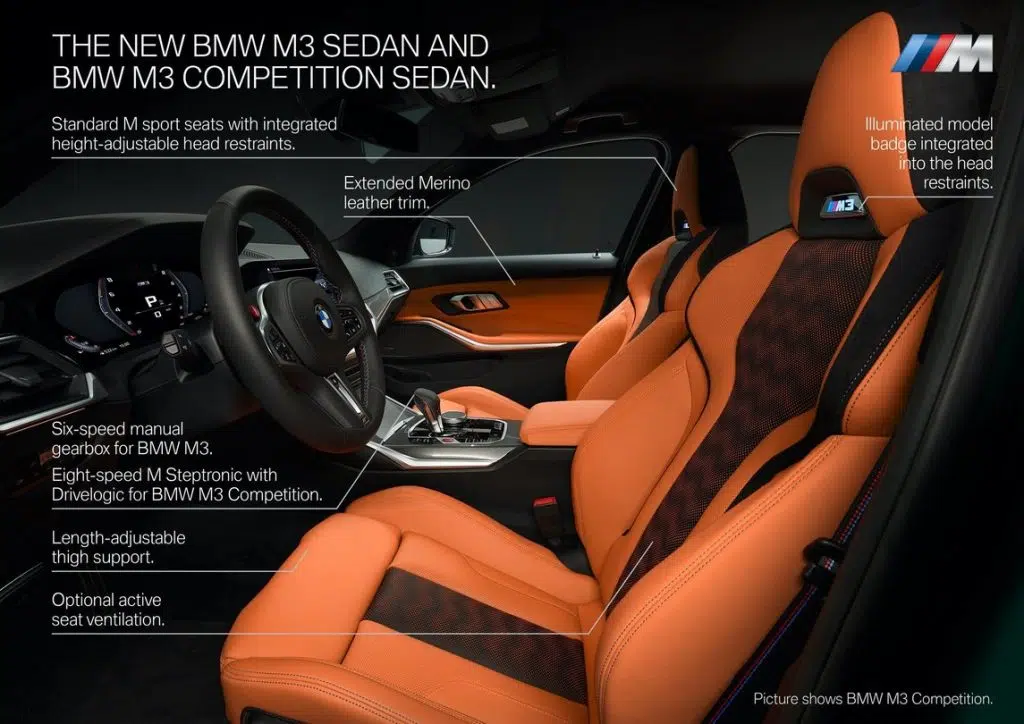 THE NEW BMW M3 SEDAN AND
BMW M3 COMPETITION SEDAN.
M
Standard M sport seats with integrated
height-adjustable head restraints.
Illuminated model
badge integrated
into the head
restraints.
Extended Merino
leather trim.
M3
P
Six-speed manual
gearbox for BMW M3.
Eight-speed M Steptronic with
Drivelogic for BMW M3 Competition.
Length-adjustable
thigh support.
Optional active
seat ventilation.
Picture shows BMW M3 Competition.